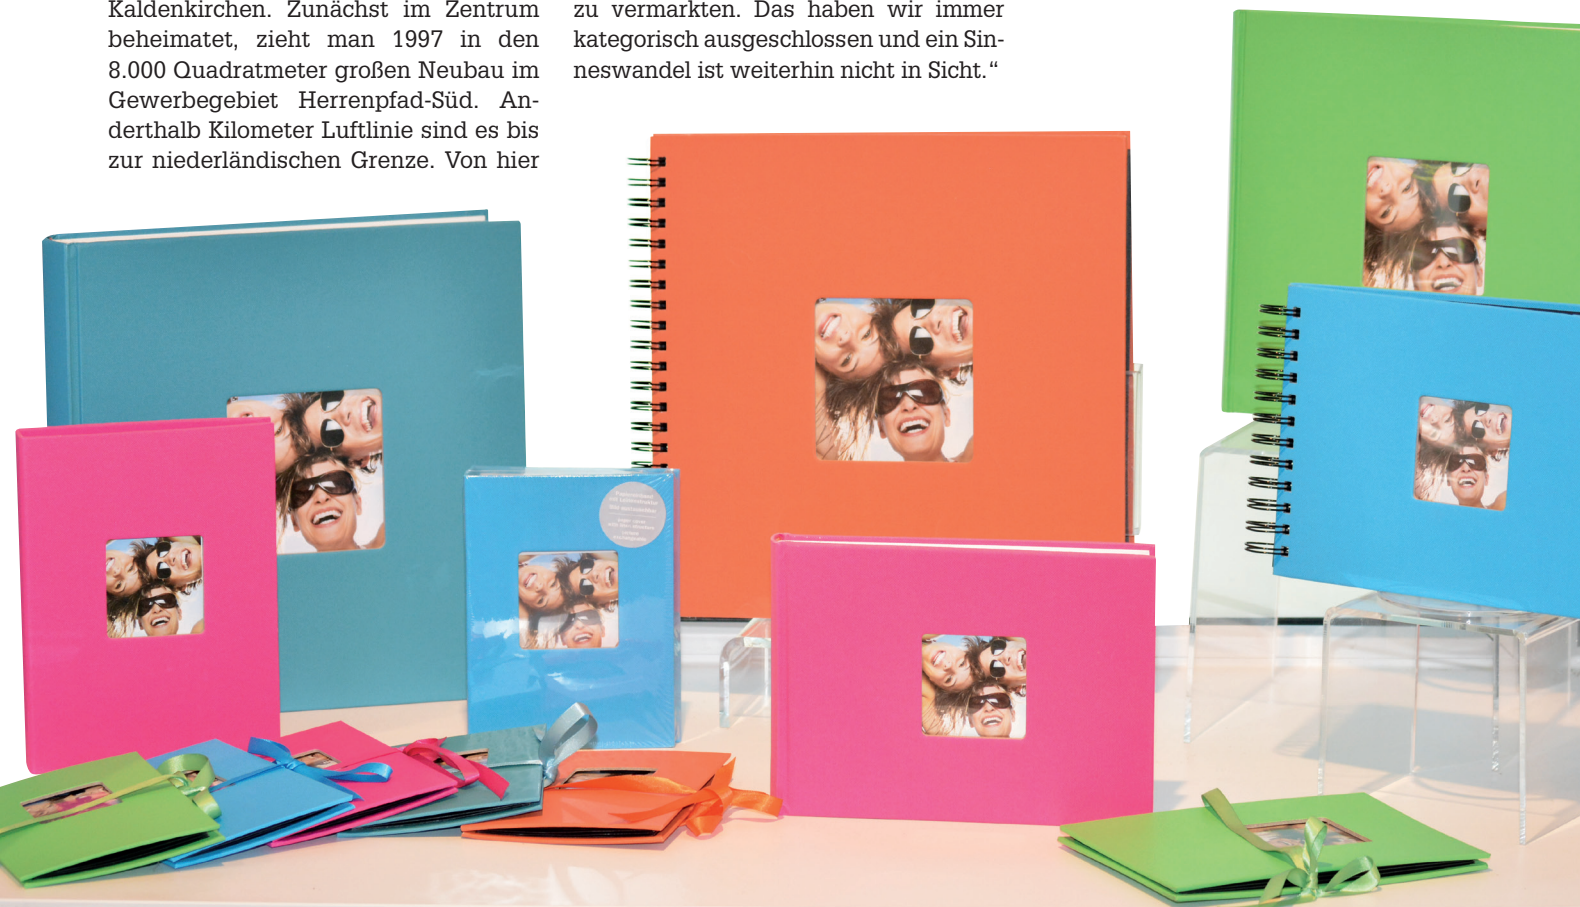 Kaldenkirchen. Zunächst im Zentrum
beheimatet, zieht man 1997 in den
8.000 Quadratmeter großen Neubau im
Gewerbegebiet Herrenpfad-Süd. An-
derthalb Kilometer Luftlinie sind es bis
zur niederländischen Grenze. Von hier
zu vermarkten. Das haben wir immer
kategorisch ausgeschlossen und ein Sin-
neswandel ist weiterhin nicht in Sicht.“